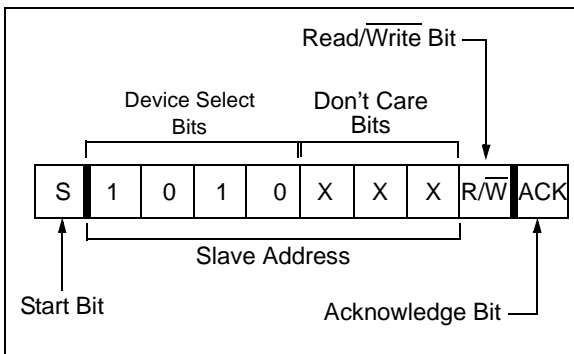 Read/Write Bit
Device Select Bits
Don't Care Bits
S 1 0 1 0 X X X R/W ACK
Slave Address
Start Bit
Acknowledge Bit